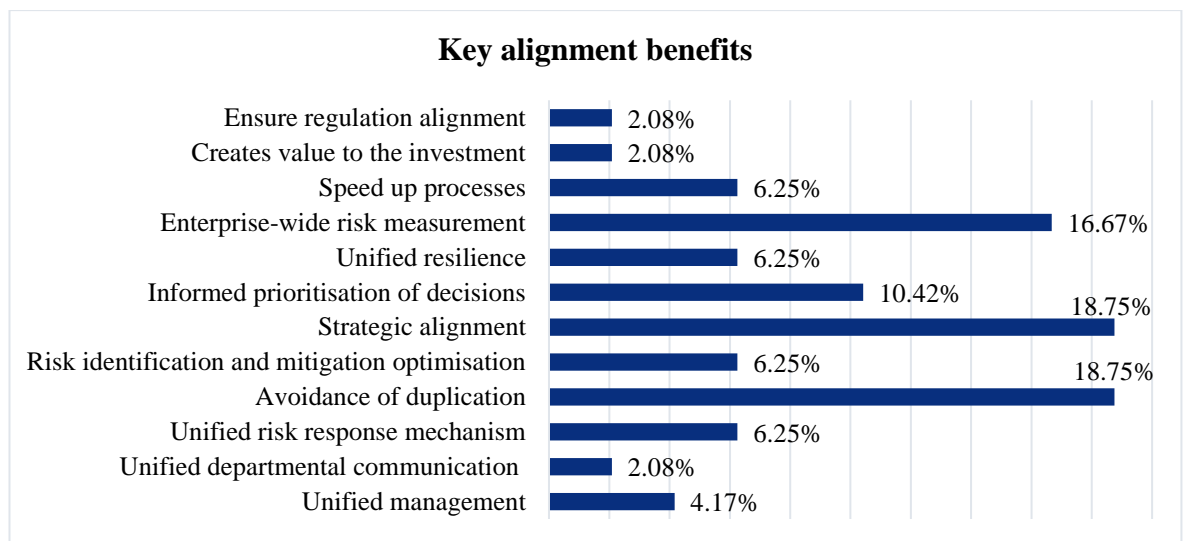 Key alignment benefits
Ensure regulation alignment 2.08%
Creates value to the investment 2.08%
Speed up processes 6.25%
Enterprise-wide risk measurement 16.67%
Unified resilience 6.25%
Informed prioritisation of decisions 10.42%
Strategic alignment 18.75%
Risk identification and mitigation optimisation 6.25%
Avoidance of duplication 18.75%
Unified risk response mechanism 6.25%
Unified departmental communication 2.08%
Unified management 4.17%